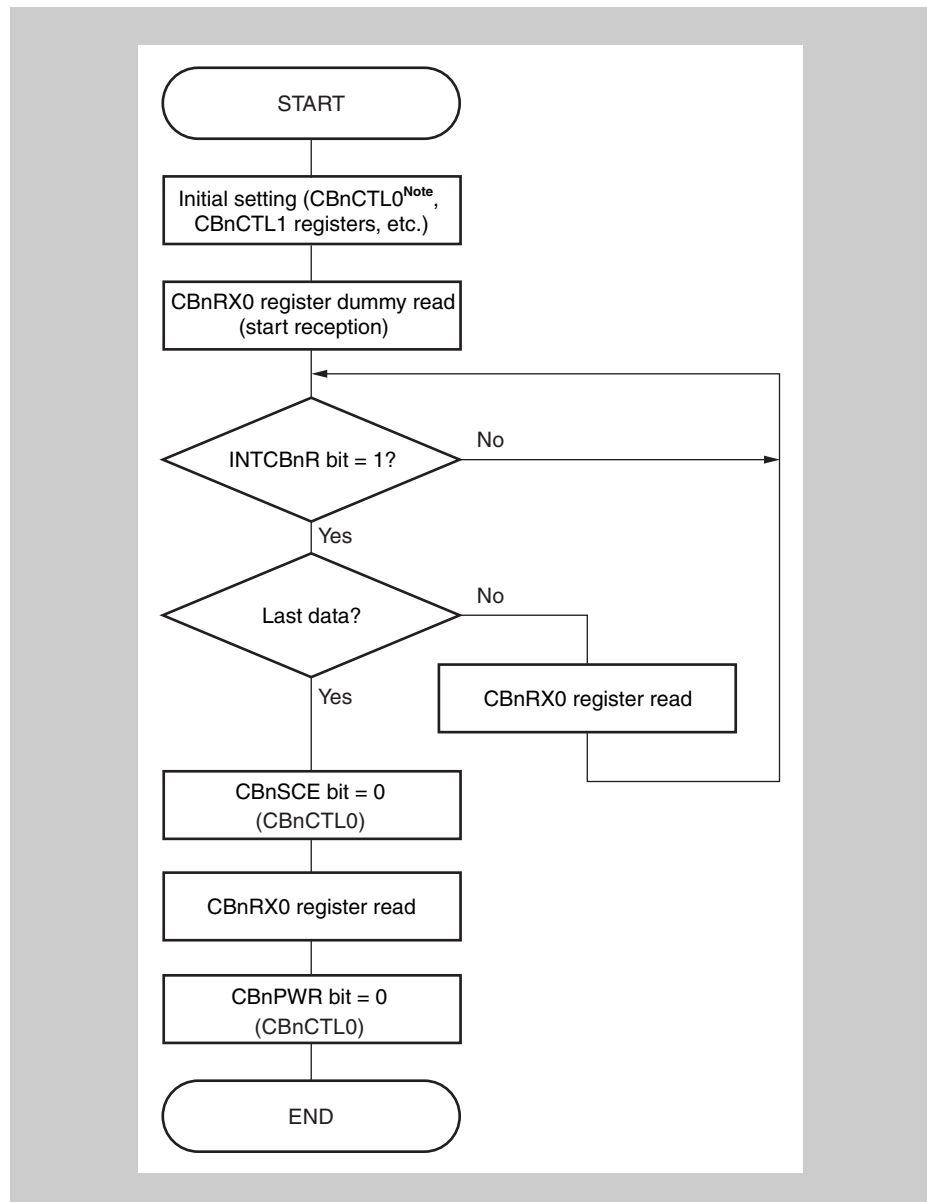 START
Initial setting (CBnCTL0Note,
CBnCTL1 registers, etc.)
CBnRX0 register dummy read
(start reception)
INTCBnR bit = 1?
No
Yes
Last data?
No
Yes
CBnRX0 register read
CBnSCE bit = 0
(CBnCTL0)
CBnRX0 register read
CBnPWR bit = 0
(CBnCTL0)
END